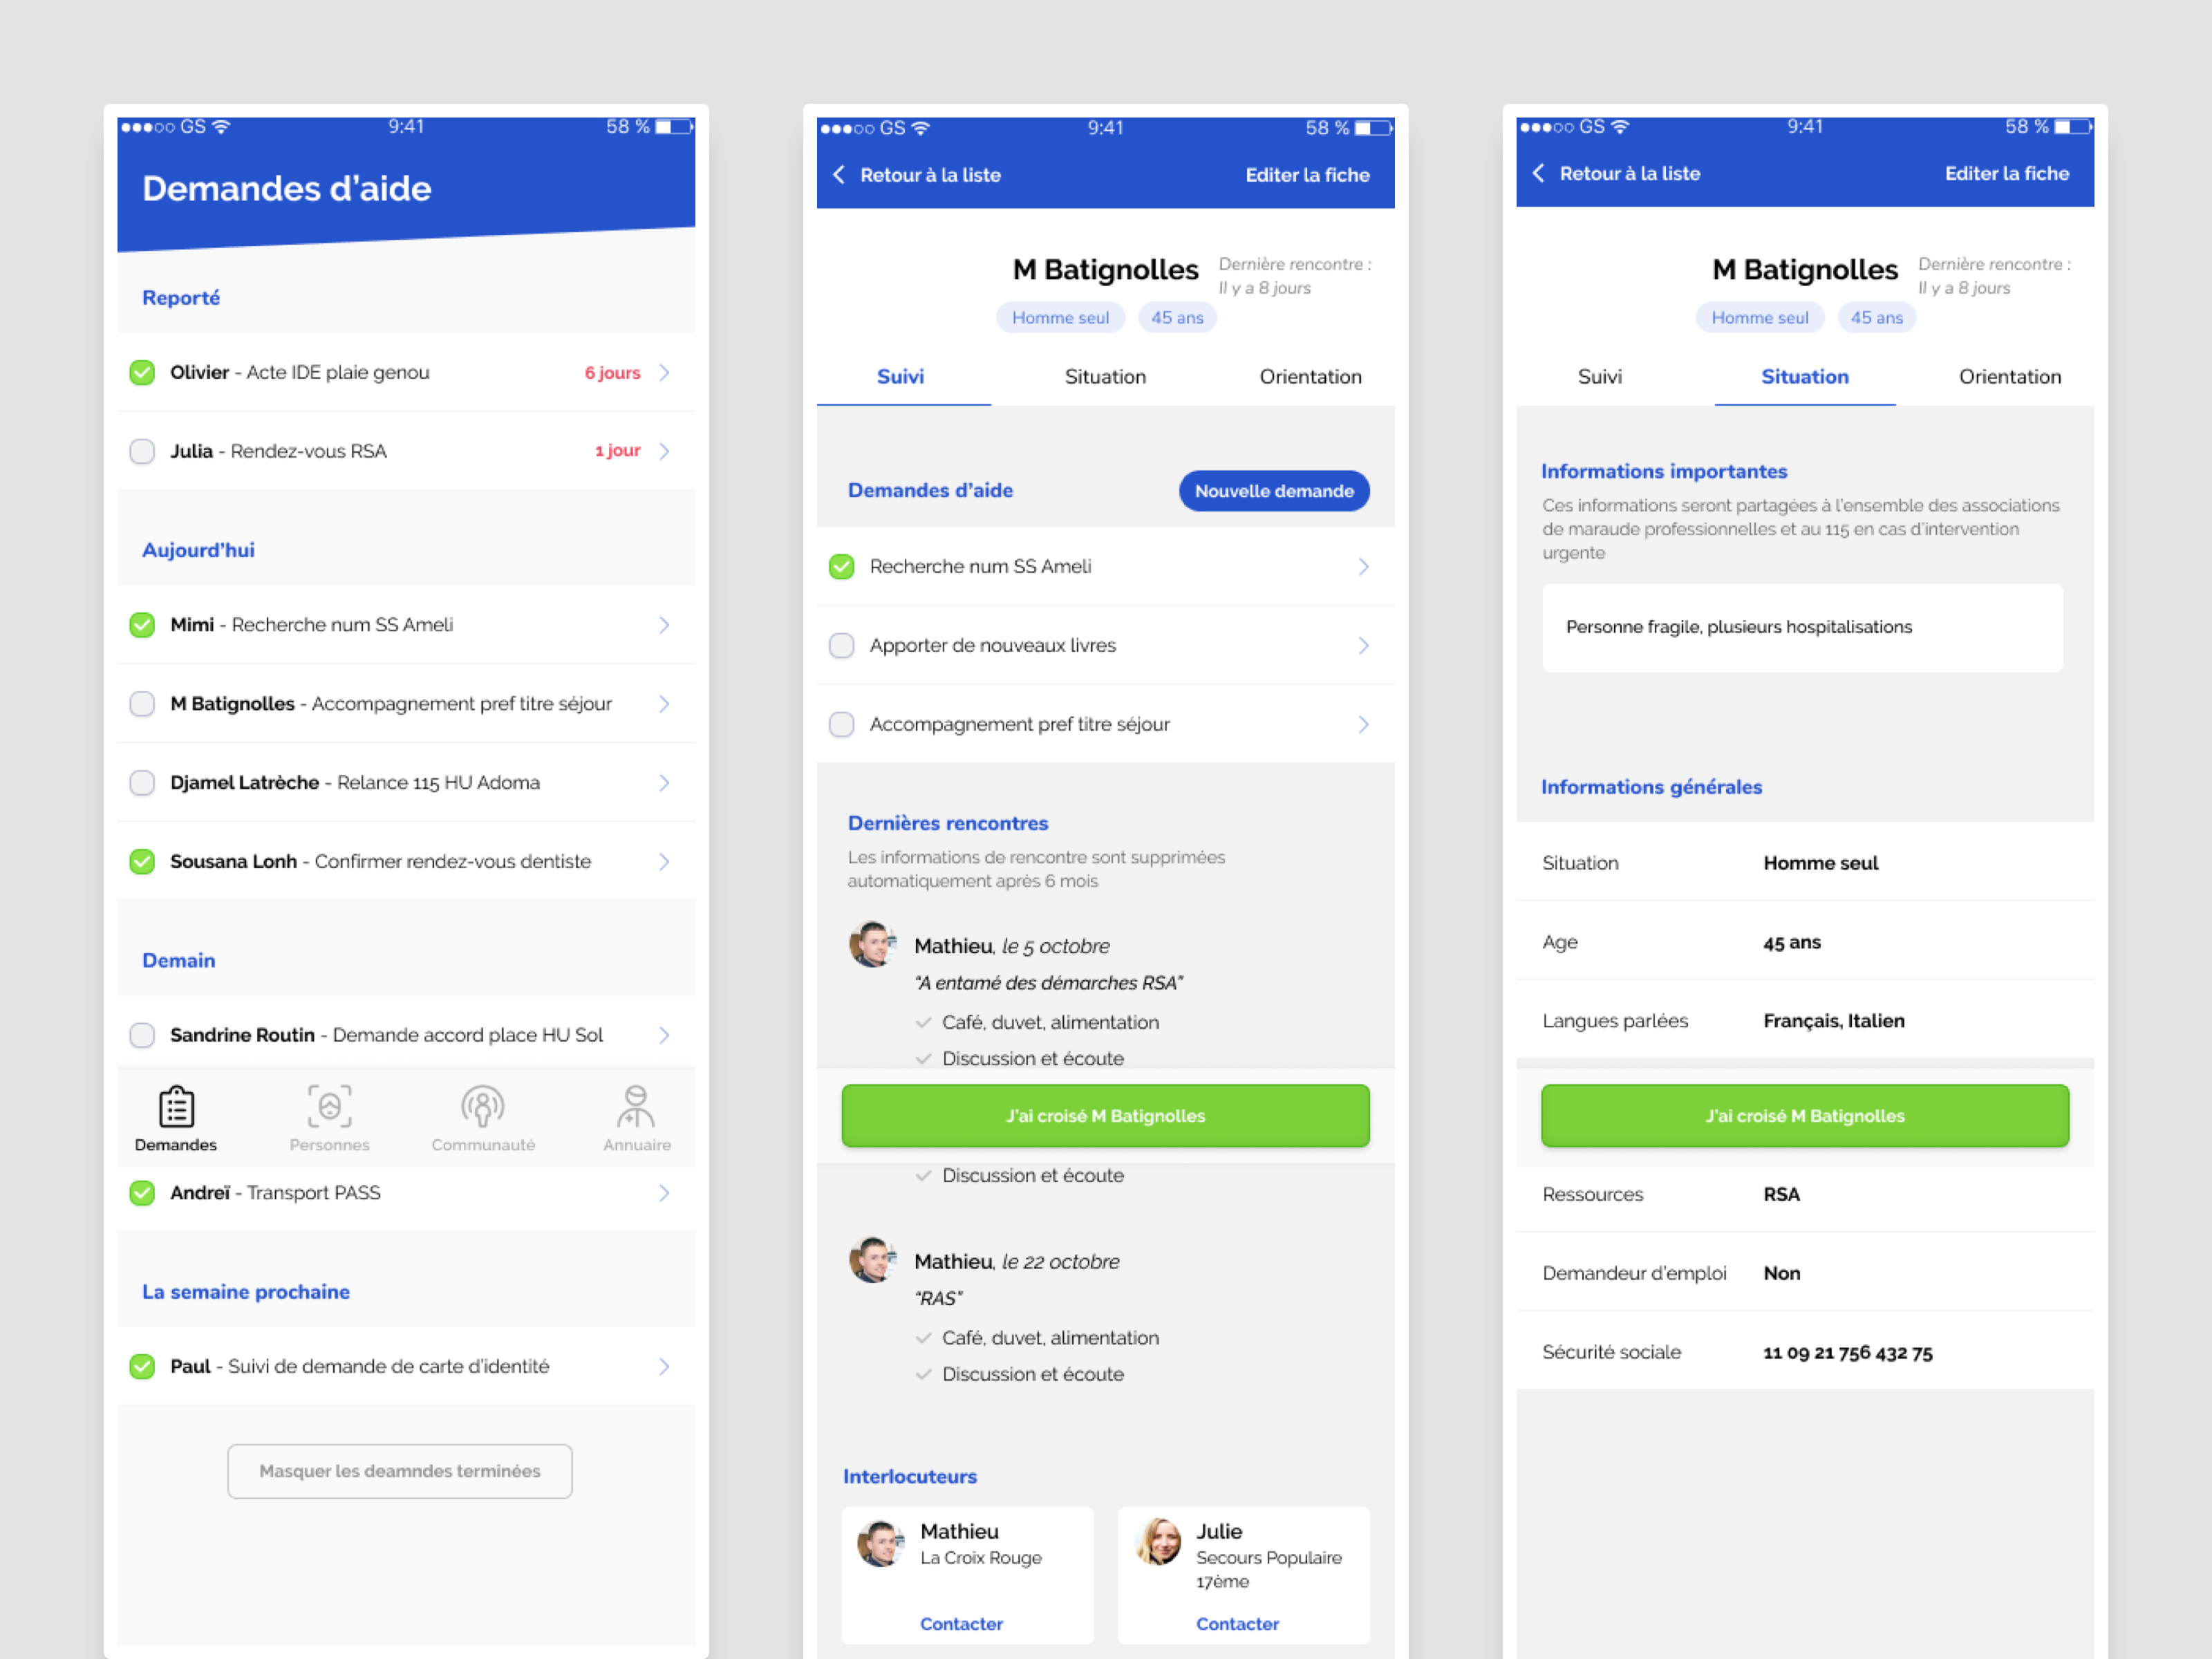 GS 9:41 58 %
Demandes d'aide
Reporté
Olivier - Acte IDE plaie genou 6 jours
Julia - Rendez-vous RSA 1 jour
Aujourd'hui
Mimi - Recherche num SS Ameli
M Batignolles - Accompagnement pref titre séjour
Djamel Latrèche - Relance 115 HU Adoma
Sousana Lonh - Confirmer rendez-vous dentiste
Demain
Sandrine Routin - Demande accord place HU Sol
Demandes Personnes Communauté Annuaire
Andreï - Transport PASS
La semaine prochaine
Paul - Suivi de demande de carte d'identité
Masquer les deamndes terminées
GS 9:41 58 %
Retour à la liste Editer la fiche
M Batignolles
Dernière rencontre :
Il y a 8 jours
Homme seul 45 ans
Suivi Situation Orientation
Demandes d'aide Nouvelle demande
Recherche num SS Ameli
Apporter de nouveaux livres
Accompagnement pref titre séjour
Dernières rencontres
Les informations de rencontre sont supprimées
automatiquement après 6 mois
Mathieu, le 5 octobre
“A entamé des démarches RSA”
Café, duvet, alimentation
Discussion et écoute
J'ai croisé M Batignolles
Discussion et écoute
Mathieu, le 22 octobre
“RAS”
Café, duvet, alimentation
Discussion et écoute
Interlocuteurs
Mathieu
La Croix Rouge
Contacter
Julie
Secours Populaire
17ème
Contacter
GS 9:41 58 %
Retour à la liste Editer la fiche
M Batignolles
Dernière rencontre :
Il y a 8 jours
Homme seul 45 ans
Suivi Situation Orientation
Informations importantes
Ces informations seront partagées à l'ensemble des associations
de maraude professionnelles et au 115 en cas d'intervention
urgente
Personne fragile, plusieurs hospitalisations
Informations générales
Situation Homme seul
Age 45 ans
Langues parlées Français, Italien
J'ai croisé M Batignolles
Ressources RSA
Demandeur d'emploi Non
Sécurité sociale 11 09 21 756 432 75